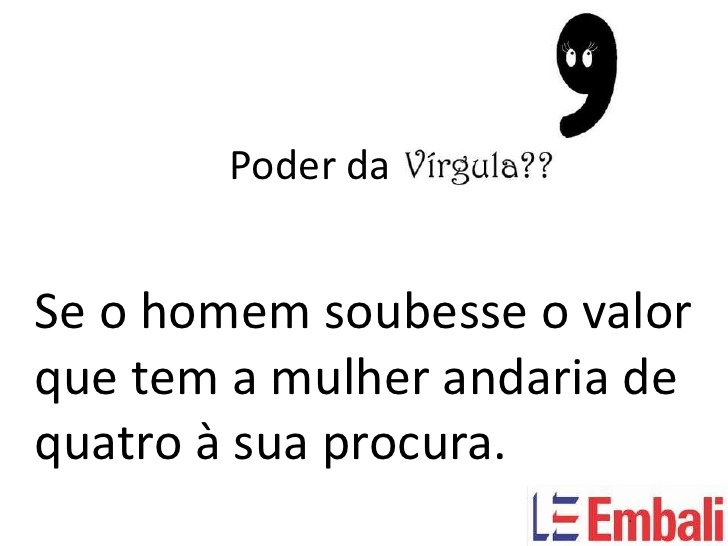 Poder da Vírgula??
Se o homem soubesse o valor
que tem a mulher andaria de
quatro à sua procura.
LE Embali